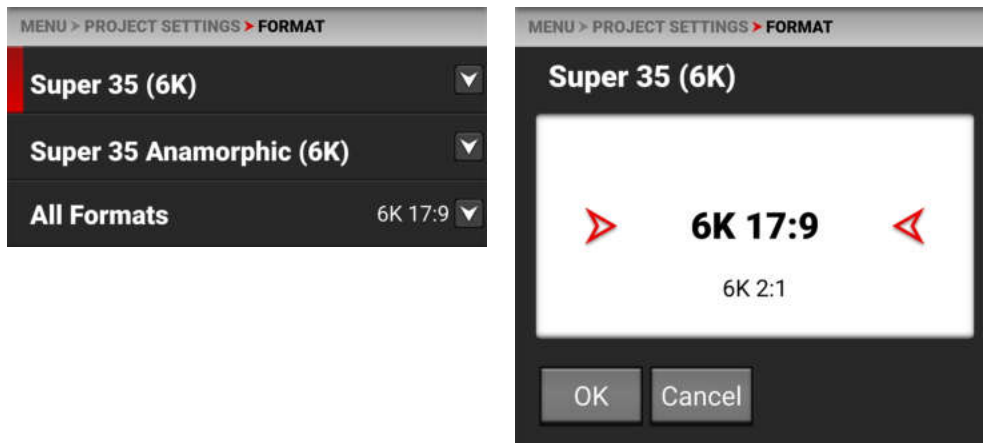 MENU > PROJECT SETTINGS > FORMAT
Super 35 (6K)
Super 35 Anamorphic (6K)
All Formats 6K 17:9
MENU > PROJECT SETTINGS > FORMAT
Super 35 (6K)
6K 17:9
6K 2:1
OK Cancel